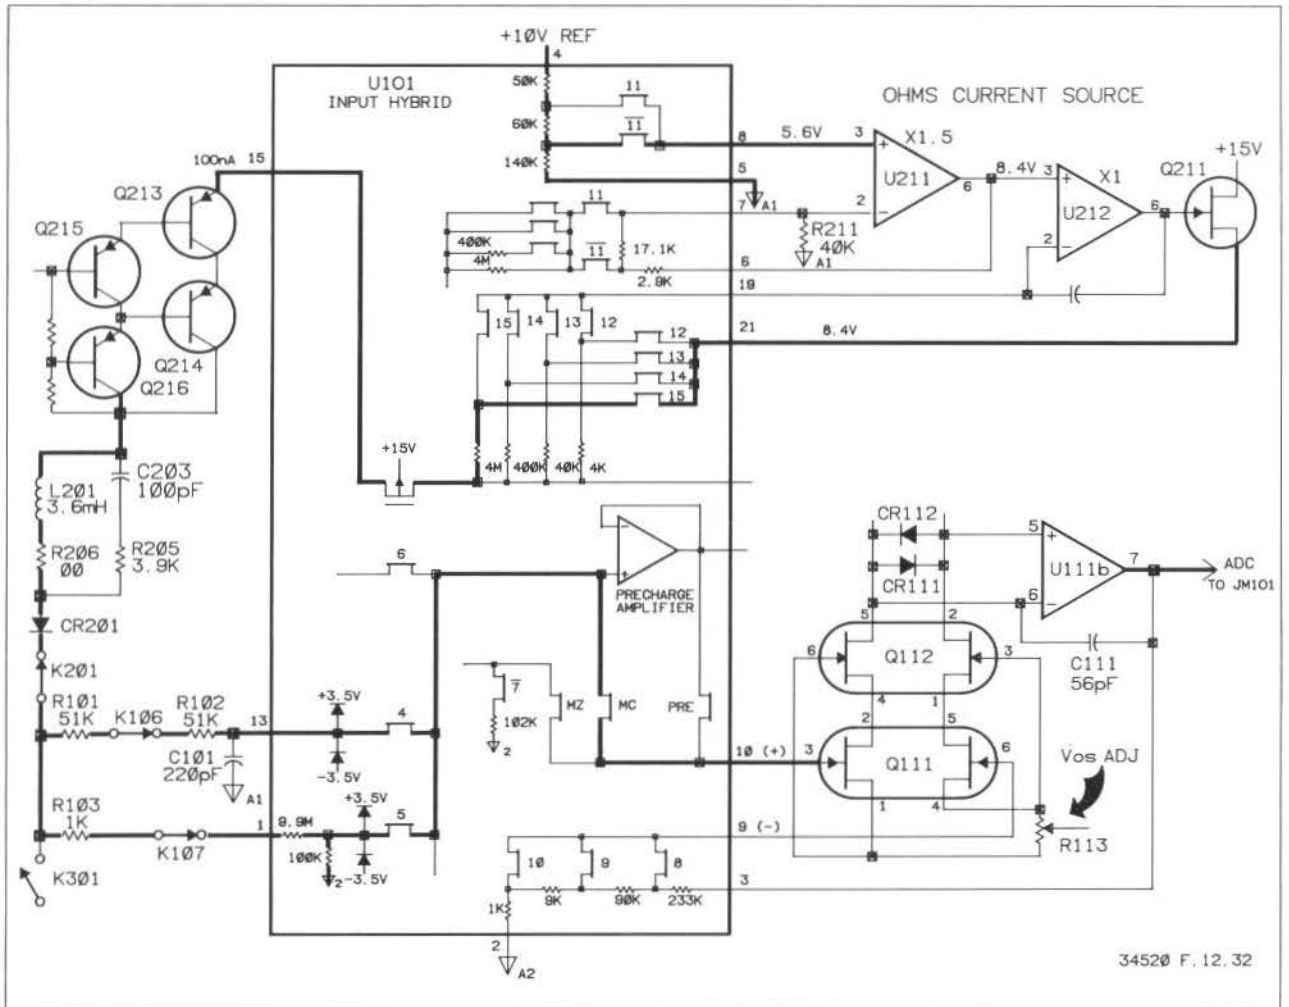 +10V REF
4
U101
INPUT HYBRID
50K
11
60K
11
8
5.6V
140K
5
A1
OHMS CURRENT SOURCE
3
+
X1.5
U211
6
2
-
R211
40K
A1
8.4V
3
+
X1
U212
6
2
-
Q211
+15V
100nA
15
Q213
Q215
Q214
Q216
7
11
400K
4M
11
17.1K
2.9K
6
19
15
14
13
12
12
13
14
15
21
8.4V
+15V
4M
400K
40K
4K
L201
3.6mH
C203
100pF
R206
00
R205
3.9K
CR201
K201
R101
51K
K106
R102
51K
13
C101
220pF
A1
R103
1K
K107
1
K301
6
-
+
PRECHARGE
AMPLIFIER
+3.5V
4
-3.5V
7
102K
2
MZ
MC
PRE
10 (+)
9.9M
+3.5V
5
100K
2
-3.5V
9 (-)
10
9
8
3
1K
9K
90K
233K
2
A2
CR112
CR111
5
+
U111b
7
6
-
ADC
TO JM101
C111
56pF
5
2
6
Q112
3
4
1
2
5
3
Q111
6
1
4
Vos ADJ
R113
34520 F.12.32